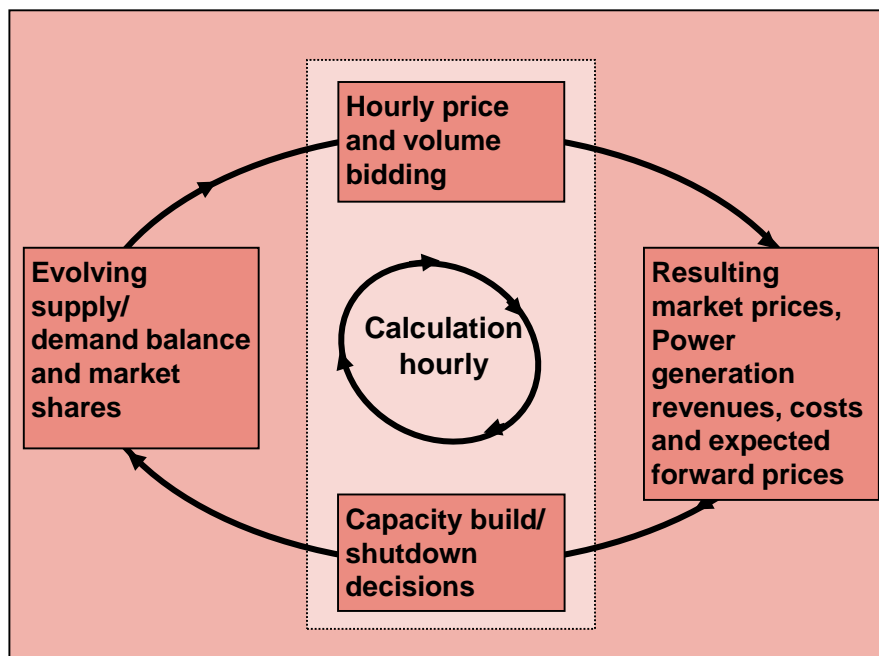 Hourly price
and volume
bidding
Evolving
supply/
demand balance
and market
shares
Calculation
hourly
Resulting
market prices,
Power
generation
revenues, costs
and expected
forward prices
Capacity build/
shutdown
decisions